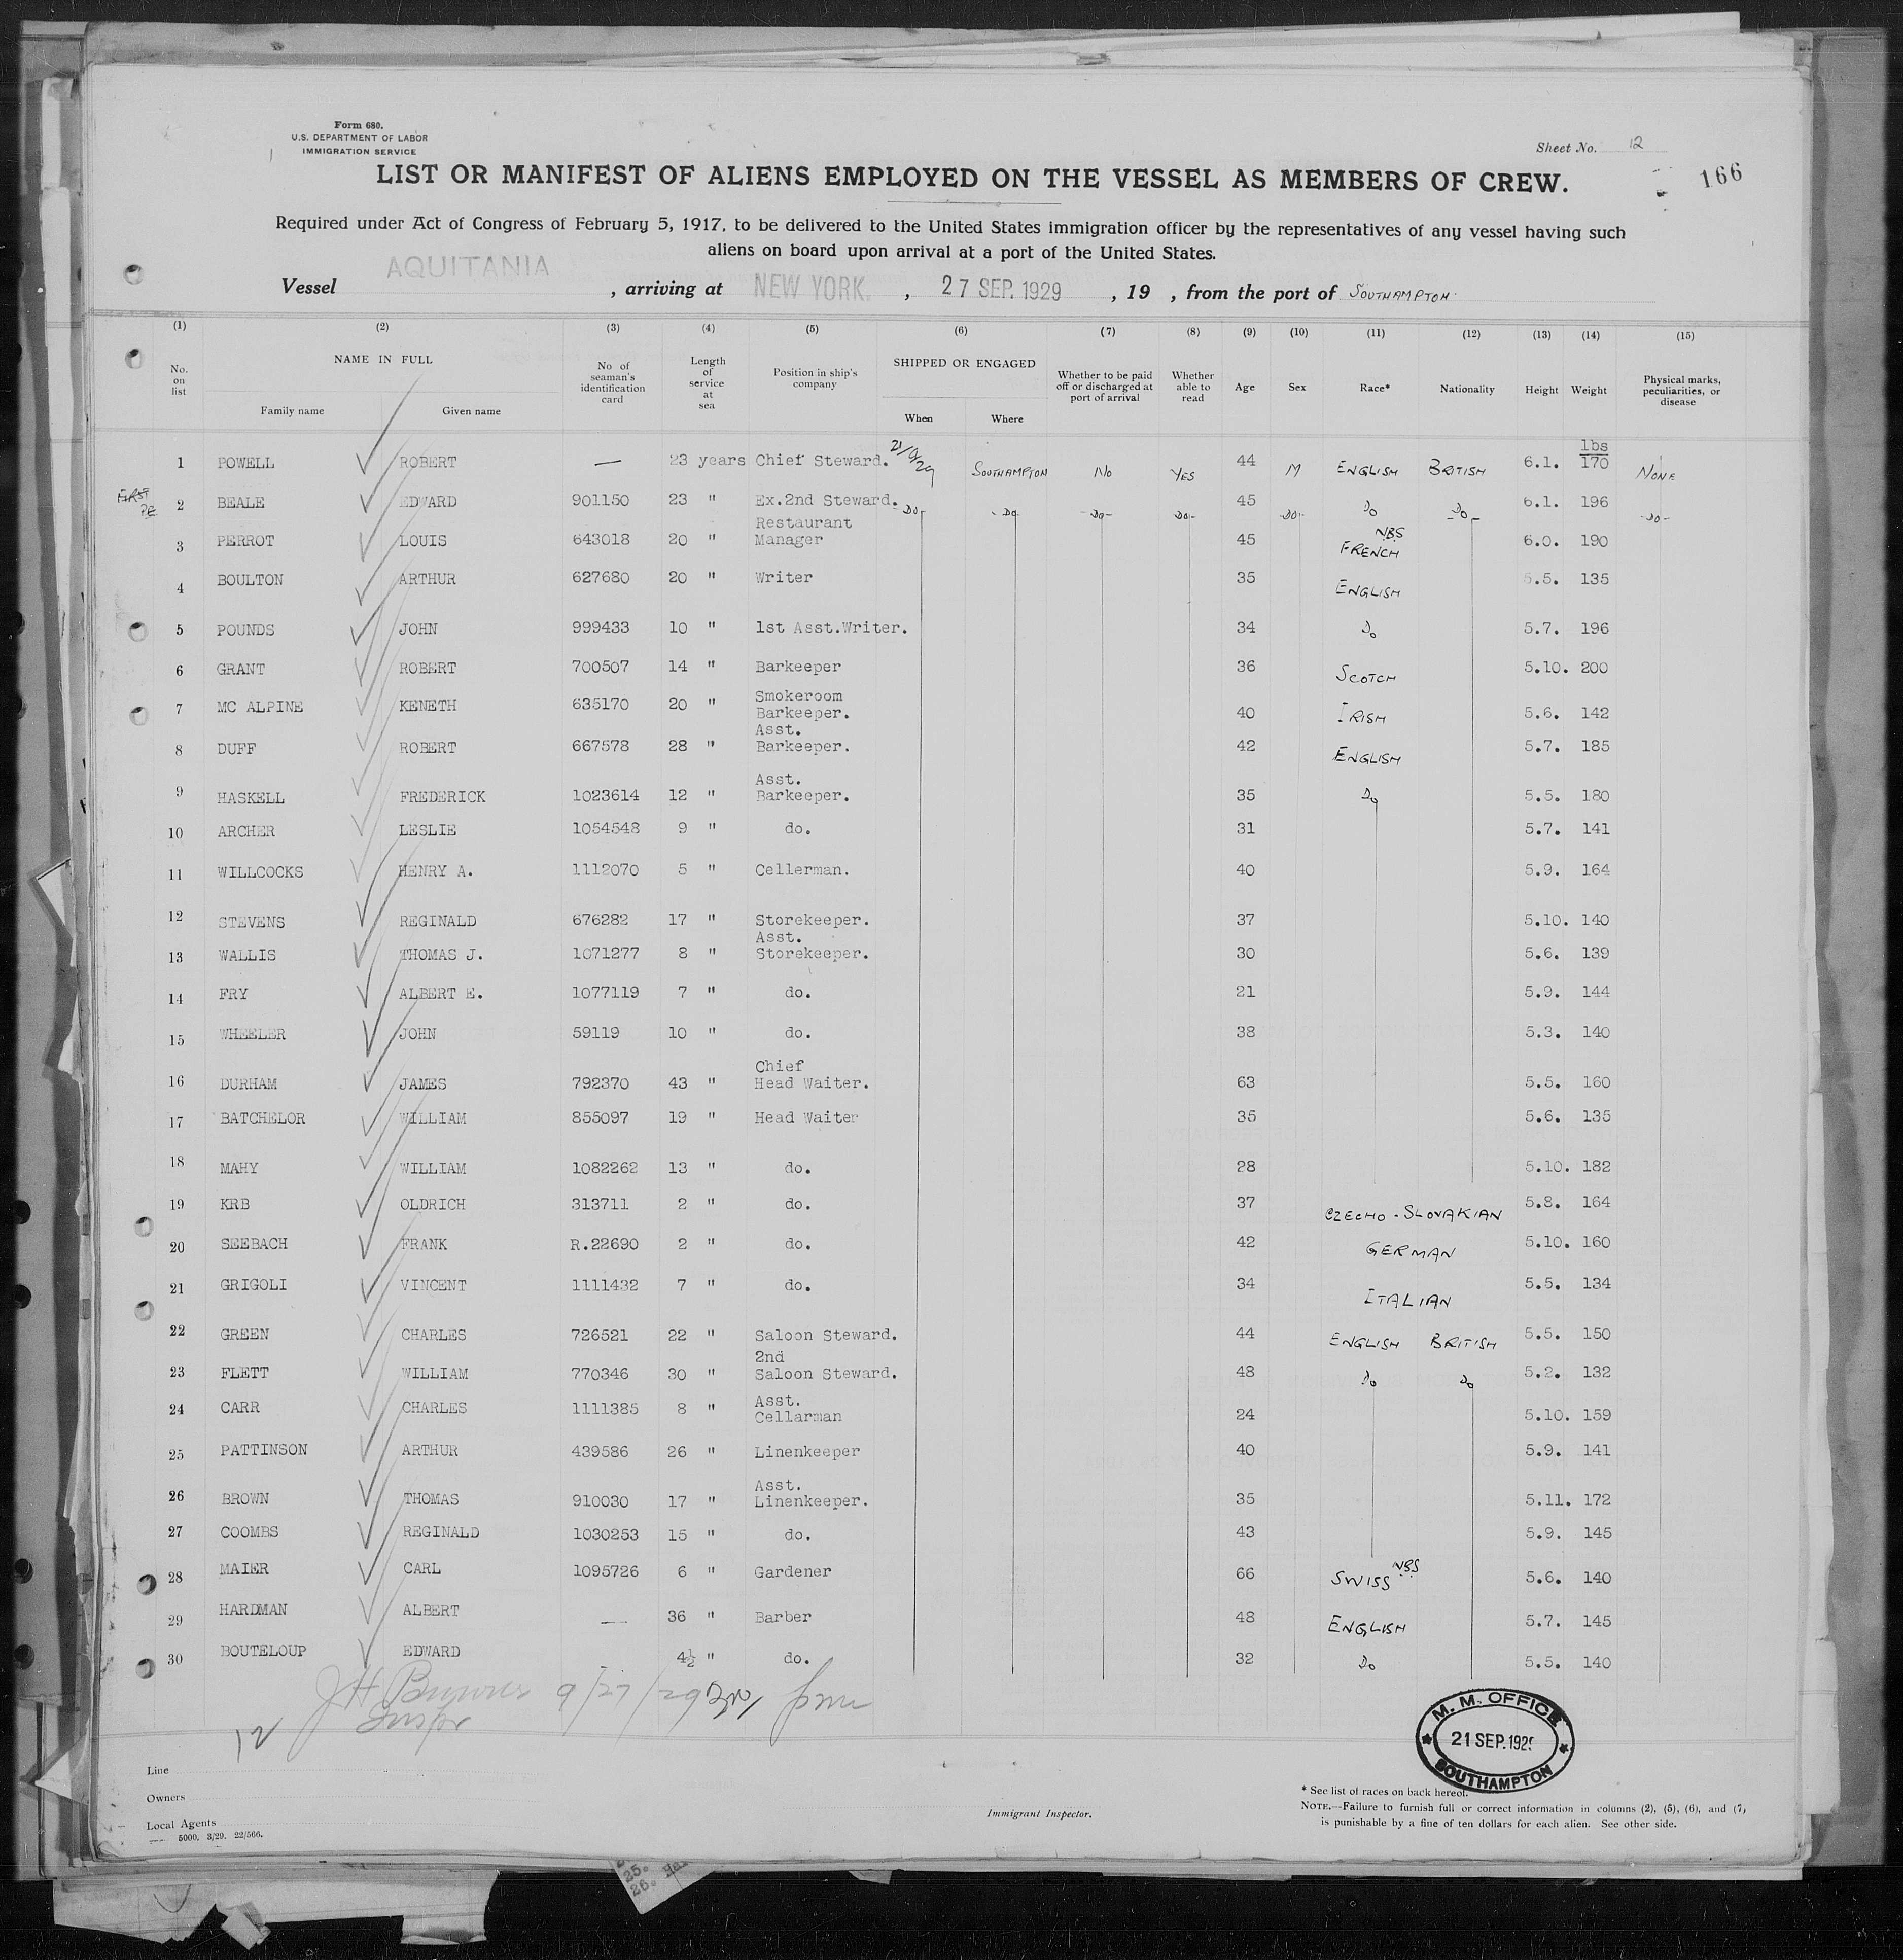 Form 680.
U.S. DEPARTMENT OF LABOR
IMMIGRATION SERVICE
Sheet No. 12
166
LIST OR MANIFEST OF ALIENS EMPLOYED ON THE VESSEL AS MEMBERS OF CREW.
Required under Act of Congress of February 5, 1917, to be delivered to the United States immigration officer by the representatives of any vessel having such
aliens on board upon arrival at a port of the United States.
Vessel AQUITANIA , arriving at NEW YORK. , 27 SEP. 1929 , 19 , from the port of SOUTHAMPTON.
(1) (2) (3) (4) (5) (6) (7) (8) (9) (10) (11) (12) (13) (14) (15)
No. on list NAME IN FULL Family name Given name No of seaman's identification card Length of service at sea Position in ship's company SHIPPED OR ENGAGED When Where Whether to be paid off or discharged at port of arrival Whether able to read Age Sex Race* Nationality Height Weight Physical marks, peculiarities, or disease
1 POWELL ROBERT — 23 years Chief Steward. 21/9/29 SOUTHAMPTON NO YES 44 M ENGLISH BRITISH 6.1. lbs 170 NONE
FIRST
2 BEALE EDWARD 901150 23 " Ex.2nd Steward. -Do- -Do- -Do- -Do- 45 -Do- Do -Do- 6.1. 196 -Do-
3 PERROT LOUIS 643018 20 " Restaurant Manager 45 NBS FRENCH 6.0. 190
4 BOULTON ARTHUR 627680 20 " Writer 35 ENGLISH 5.5. 135
5 POUNDS JOHN 999433 10 " 1st Asst.Writer. 34 Do 5.7. 196
6 GRANT ROBERT 700507 14 " Barkeeper 36 SCOTCH 5.10. 200
7 MC ALPINE KENETH 635170 20 " Smokeroom Barkeeper. 40 IRISH 5.6. 142
8 DUFF ROBERT 667578 28 " Asst. Barkeeper. 42 ENGLISH 5.7. 185
9 HASKELL FREDERICK 1023614 12 " Asst. Barkeeper. 35 Do 5.5. 180
10 ARCHER LESLIE 1054548 9 " do. 31 5.7. 141
11 WILLCOCKS HENRY A. 1112070 5 " Cellerman. 40 5.9. 164
12 STEVENS REGINALD 676282 17 " Storekeeper. 37 5.10. 140
13 WALLIS THOMAS J. 1071277 8 " Asst. Storekeeper. 30 5.6. 139
14 FRY ALBERT E. 1077119 7 " do. 21 5.9. 144
15 WHEELER JOHN 59119 10 " do. 38 5.3. 140
16 DURHAM JAMES 792370 43 " Chief Head Waiter. 63 5.5. 160
17 BATCHELOR WILLIAM 855097 19 " Head Waiter 35 5.6. 135
18 MAHY WILLIAM 1082262 13 " do. 28 5.10. 182
19 KRB OLDRICH 313711 2 " do. 37 CZECHO-SLOVAKIAN 5.8. 164
20 SEEBACH FRANK R.22690 2 " do. 42 GERMAN 5.10. 160
21 GRIGOLI VINCENT 1111432 7 " do. 34 ITALIAN 5.5. 134
22 GREEN CHARLES 726521 22 " Saloon Steward. 44 ENGLISH BRITISH 5.5. 150
23 FLETT WILLIAM 770346 30 " 2nd Saloon Steward. 48 Do Do 5.2. 132
24 CARR CHARLES 1111385 8 " Asst. Cellarman 24 5.10. 159
25 PATTINSON ARTHUR 439586 26 " Linenkeeper 40 5.9. 141
26 BROWN THOMAS 910030 17 " Asst. Linenkeeper. 35 5.11. 172
27 COOMBS REGINALD 1030253 15 " do. 43 5.9. 145
28 MAIER CARL 1095726 6 " Gardener 66 SWISS NBS 5.6. 140
29 HARDMAN ALBERT — 36 " Barber 48 ENGLISH 5.7. 145
30 BOUTELOUP EDWARD 4½ " do. 32 Do 5.5. 140
9/27/29
Inspr
12
M. M. OFFICE
21 SEP. 1929
SOUTHAMPTON
Line
Owners
Local Agents
5000. 3/29. 22/566.
Immigrant Inspector.
* See list of races on back hereof.
NOTE.—Failure to furnish full or correct information in columns (2), (5), (6), and (7)
is punishable by a fine of ten dollars for each alien. See other side.
25.
26.